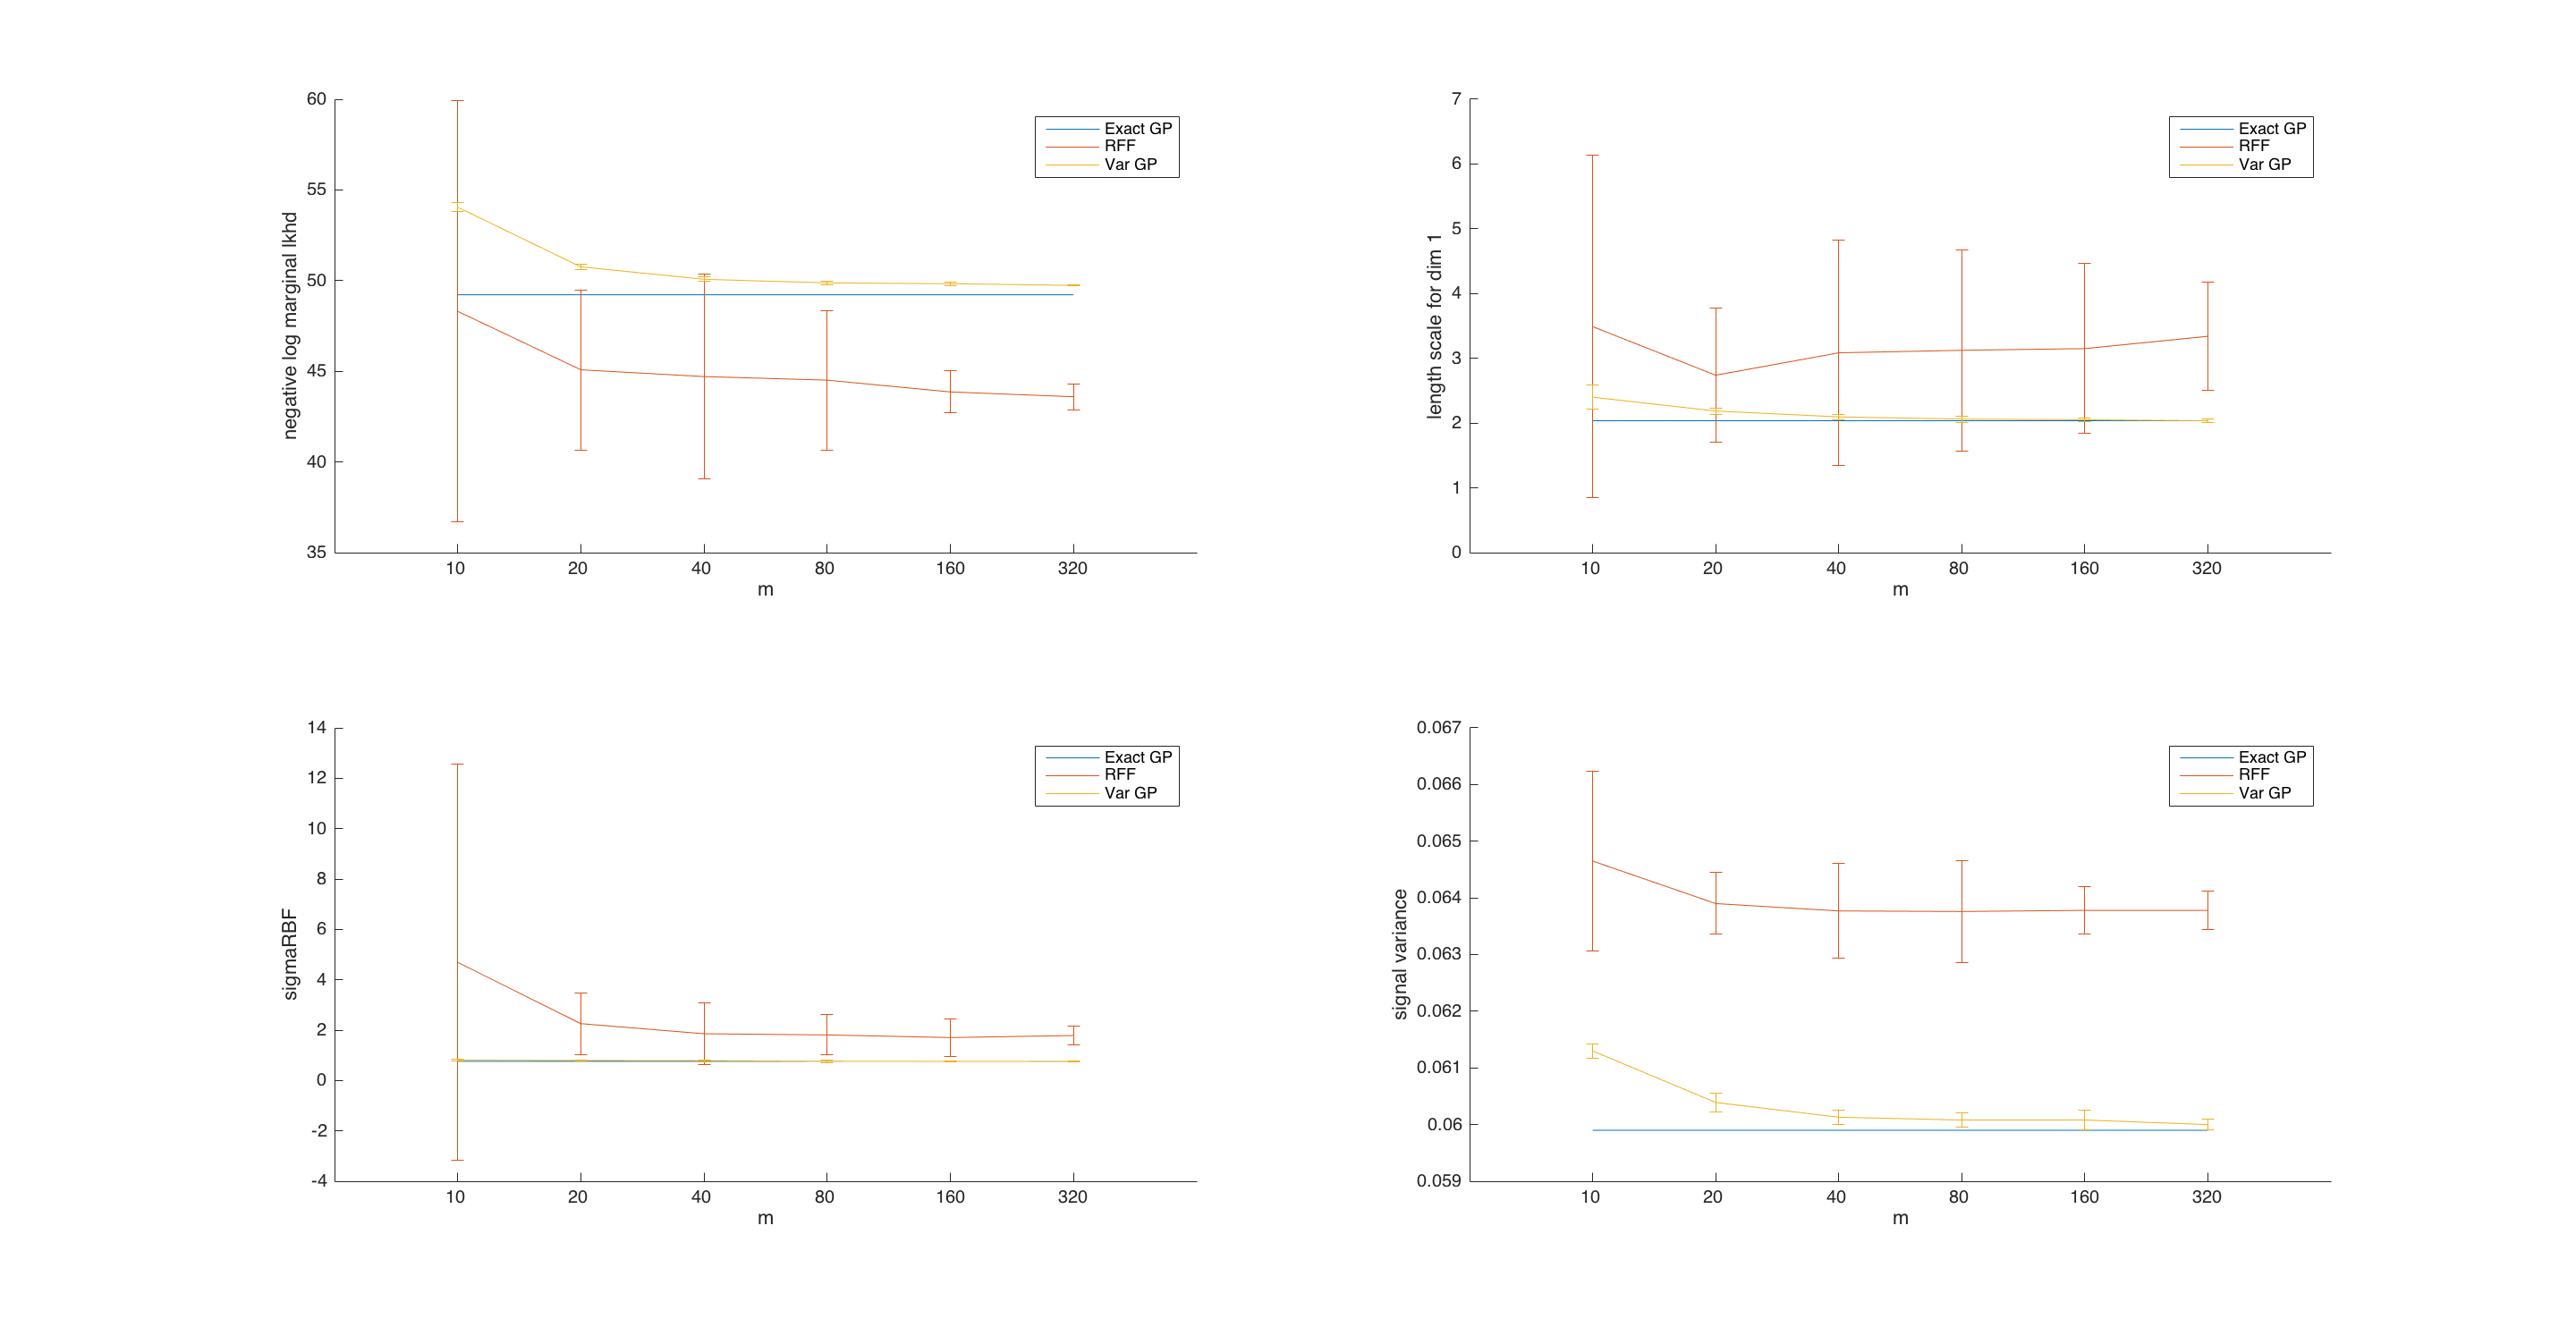 60
55
50
45
40
35
negative log marginal lkhd
10 20 40 80 160 320
m
Exact GP
RFF
Var GP
7
6
5
4
3
2
1
0
length scale for dim 1
10 20 40 80 160 320
m
Exact GP
RFF
Var GP
14
12
10
8
6
4
2
0
-2
-4
sigmaRBF
10 20 40 80 160 320
m
Exact GP
RFF
Var GP
0.067
0.066
0.065
0.064
0.063
0.062
0.061
0.06
0.059
signal variance
10 20 40 80 160 320
m
Exact GP
RFF
Var GP